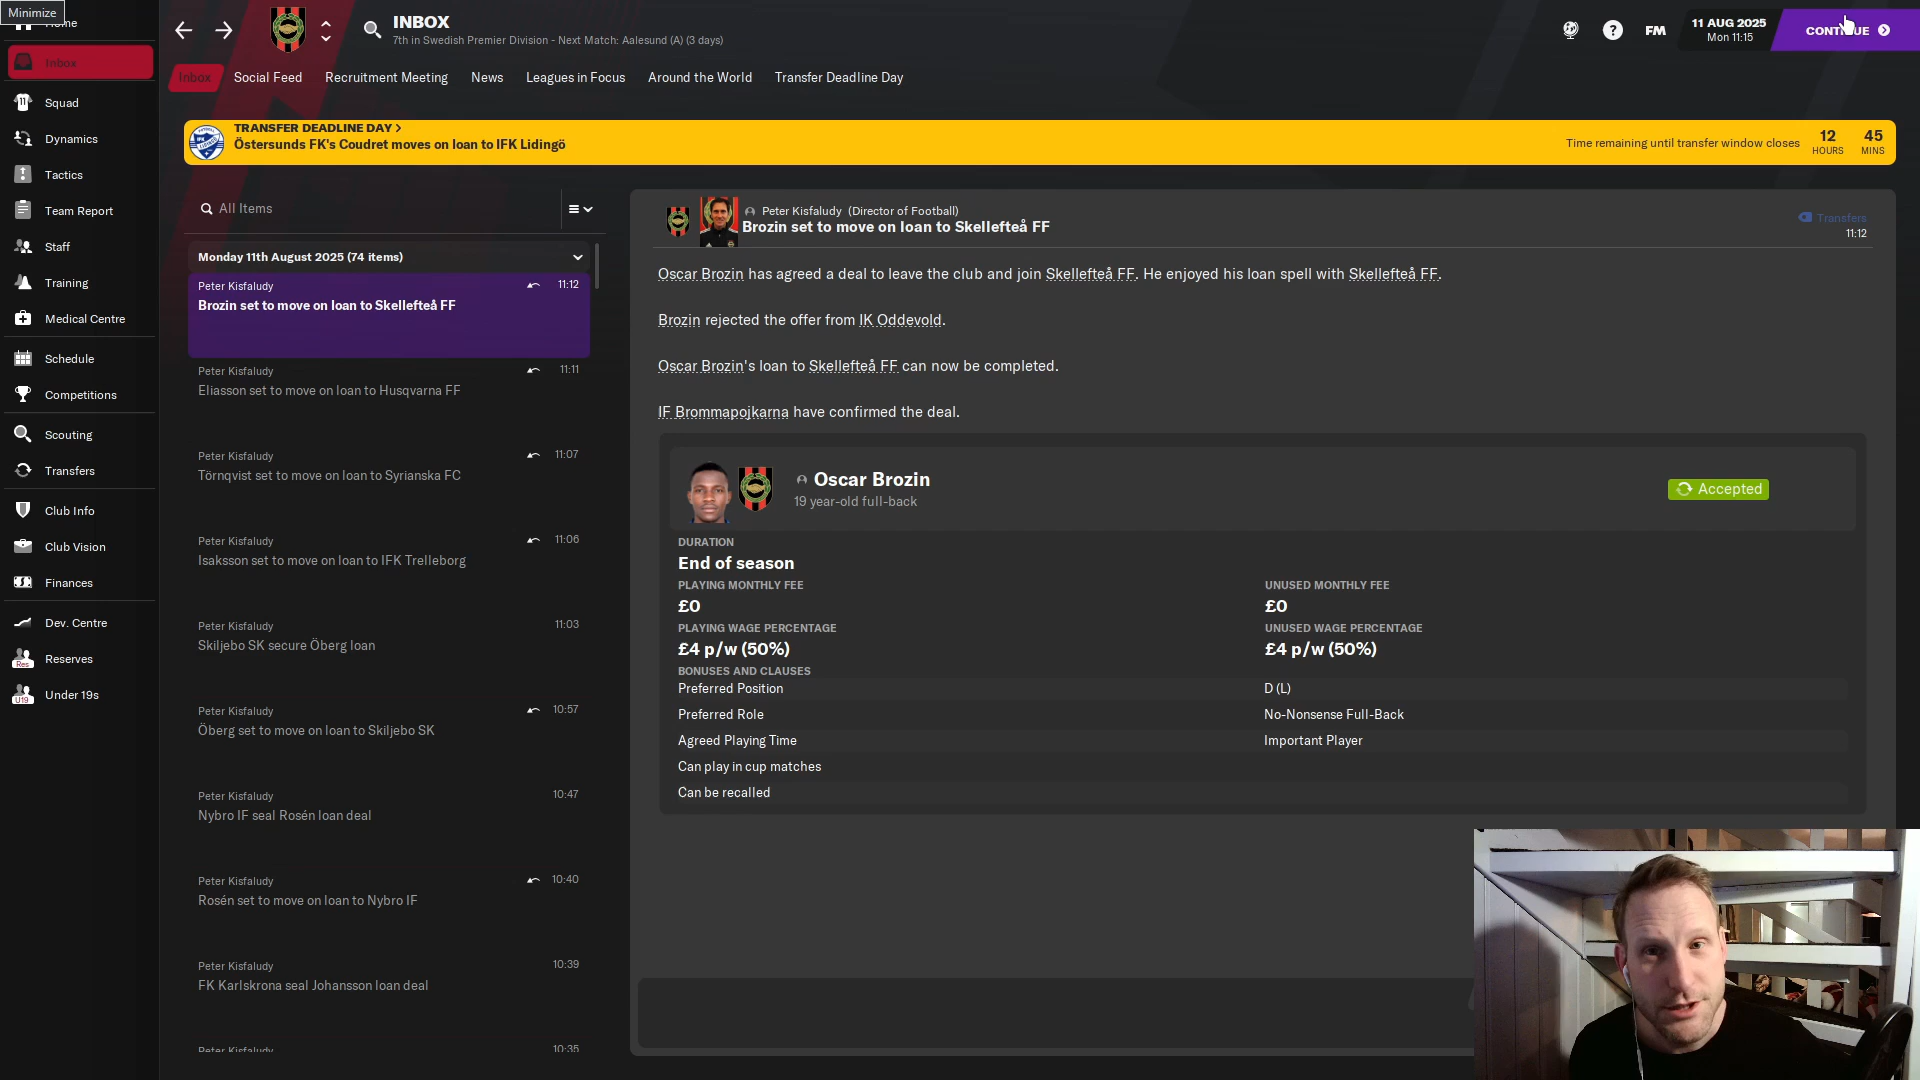 Minimize
Home
Inbox
Squad
Dynamics
Tactics
Team Report
Staff
Training
Medical Centre
Schedule
Competitions
Scouting
Transfers
Club Info
Club Vision
Finances
Dev. Centre
Res
Reserves
U19
Under 19s
INBOX
7th in Swedish Premier Division - Next Match: Aalesund (A) (3 days)
FM
11 AUG 2025
Mon 11:15
CONTINUE
Inbox
Social Feed
Recruitment Meeting
News
Leagues in Focus
Around the World
Transfer Deadline Day
TRANSFER DEADLINE DAY >
Östersunds FK's Coudret moves on loan to IFK Lidingö
Time remaining until transfer window closes
12
HOURS
45
MINS
All Items
Monday 11th August 2025 (74 items)
Peter Kisfaludy
11:12
Brozin set to move on loan to Skellefteå FF
Peter Kisfaludy
11:11
Eliasson set to move on loan to Husqvarna FF
Peter Kisfaludy
11:07
Törnqvist set to move on loan to Syrianska FC
Peter Kisfaludy
11:06
Isaksson set to move on loan to IFK Trelleborg
Peter Kisfaludy
11:03
Skiljebo SK secure Öberg loan
Peter Kisfaludy
10:57
Öberg set to move on loan to Skiljebo SK
Peter Kisfaludy
10:47
Nybro IF seal Rosén loan deal
Peter Kisfaludy
10:40
Rosén set to move on loan to Nybro IF
Peter Kisfaludy
10:39
FK Karlskrona seal Johansson loan deal
Peter Kisfaludy
10:35
Peter Kisfaludy (Director of Football)
Brozin set to move on loan to Skellefteå FF
Transfers
11:12
Oscar Brozin has agreed a deal to leave the club and join Skellefteå FF. He enjoyed his loan spell with Skellefteå FF.
Brozin rejected the offer from IK Oddevold.
Oscar Brozin's loan to Skellefteå FF can now be completed.
IF Brommapojkarna have confirmed the deal.
Oscar Brozin
19 year-old full-back
Accepted
DURATION
End of season
PLAYING MONTHLY FEE
£0
UNUSED MONTHLY FEE
£0
PLAYING WAGE PERCENTAGE
£4 p/w (50%)
UNUSED WAGE PERCENTAGE
£4 p/w (50%)
BONUSES AND CLAUSES
Preferred Position
D (L)
Preferred Role
No-Nonsense Full-Back
Agreed Playing Time
Important Player
Can play in cup matches
Can be recalled